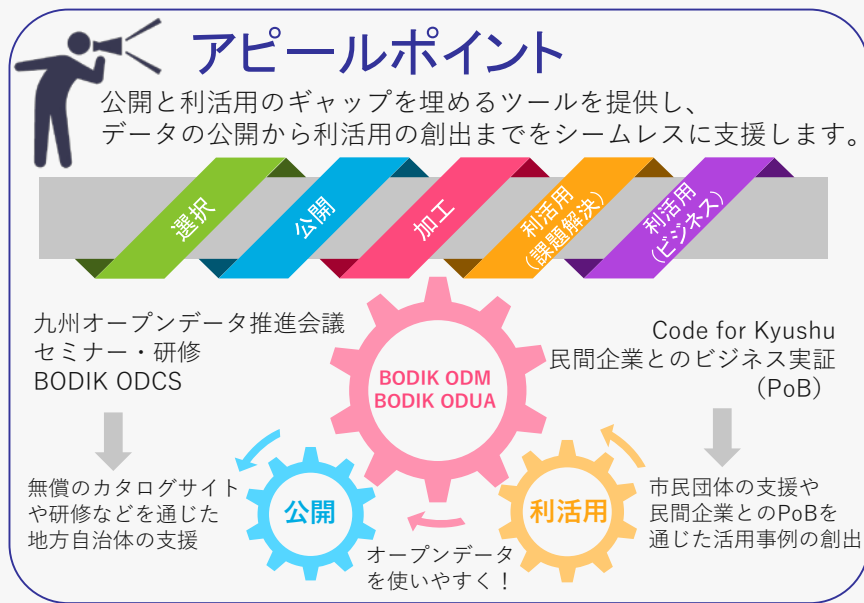 アピールポイント
公開と利活用のギャップを埋めるツールを提供し、
データの公開から利活用の創出までをシームレスに支援します。
選択
公開
加工
利活用
(課題解決)
利活用
(ビジネス)
九州オープンデータ推進会議
セミナー・研修
BODIK ODCS
BODIK ODM
BODIK ODUA
Code for Kyushu
民間企業とのビジネス実証
（PoB）
無償のカタログサイト
や研修などを通じた
地方自治体の支援
公開
オープンデータ
を使いやすく！
利活用
市民団体の支援や
民間企業とのPoBを
通じた活用事例の創出